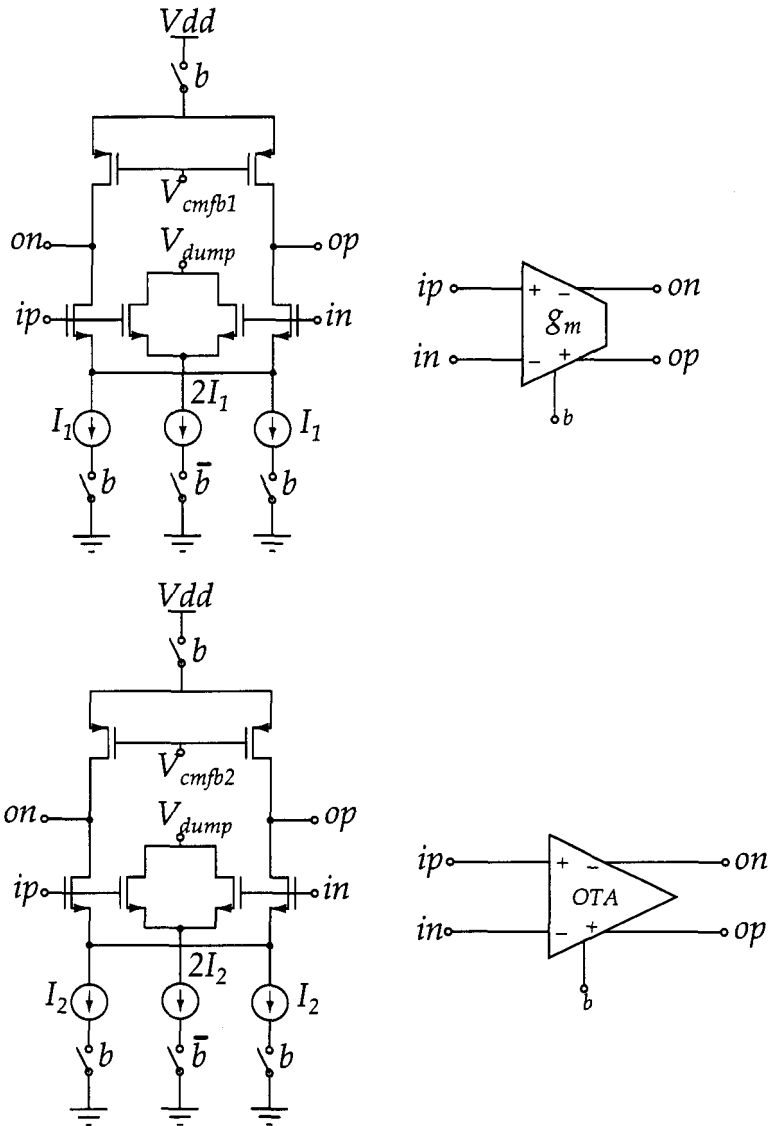 Vdd
b
V_cmfb1
on op
V_dump
ip in
2I_1
I_1 I_1
b b̄ b
ip + − on
g_m
in − + op
b
Vdd
b
V_cmfb2
on op
V_dump
ip in
2I_2
I_2 I_2
b b̄ b
ip + − on
OTA
in − + op
b